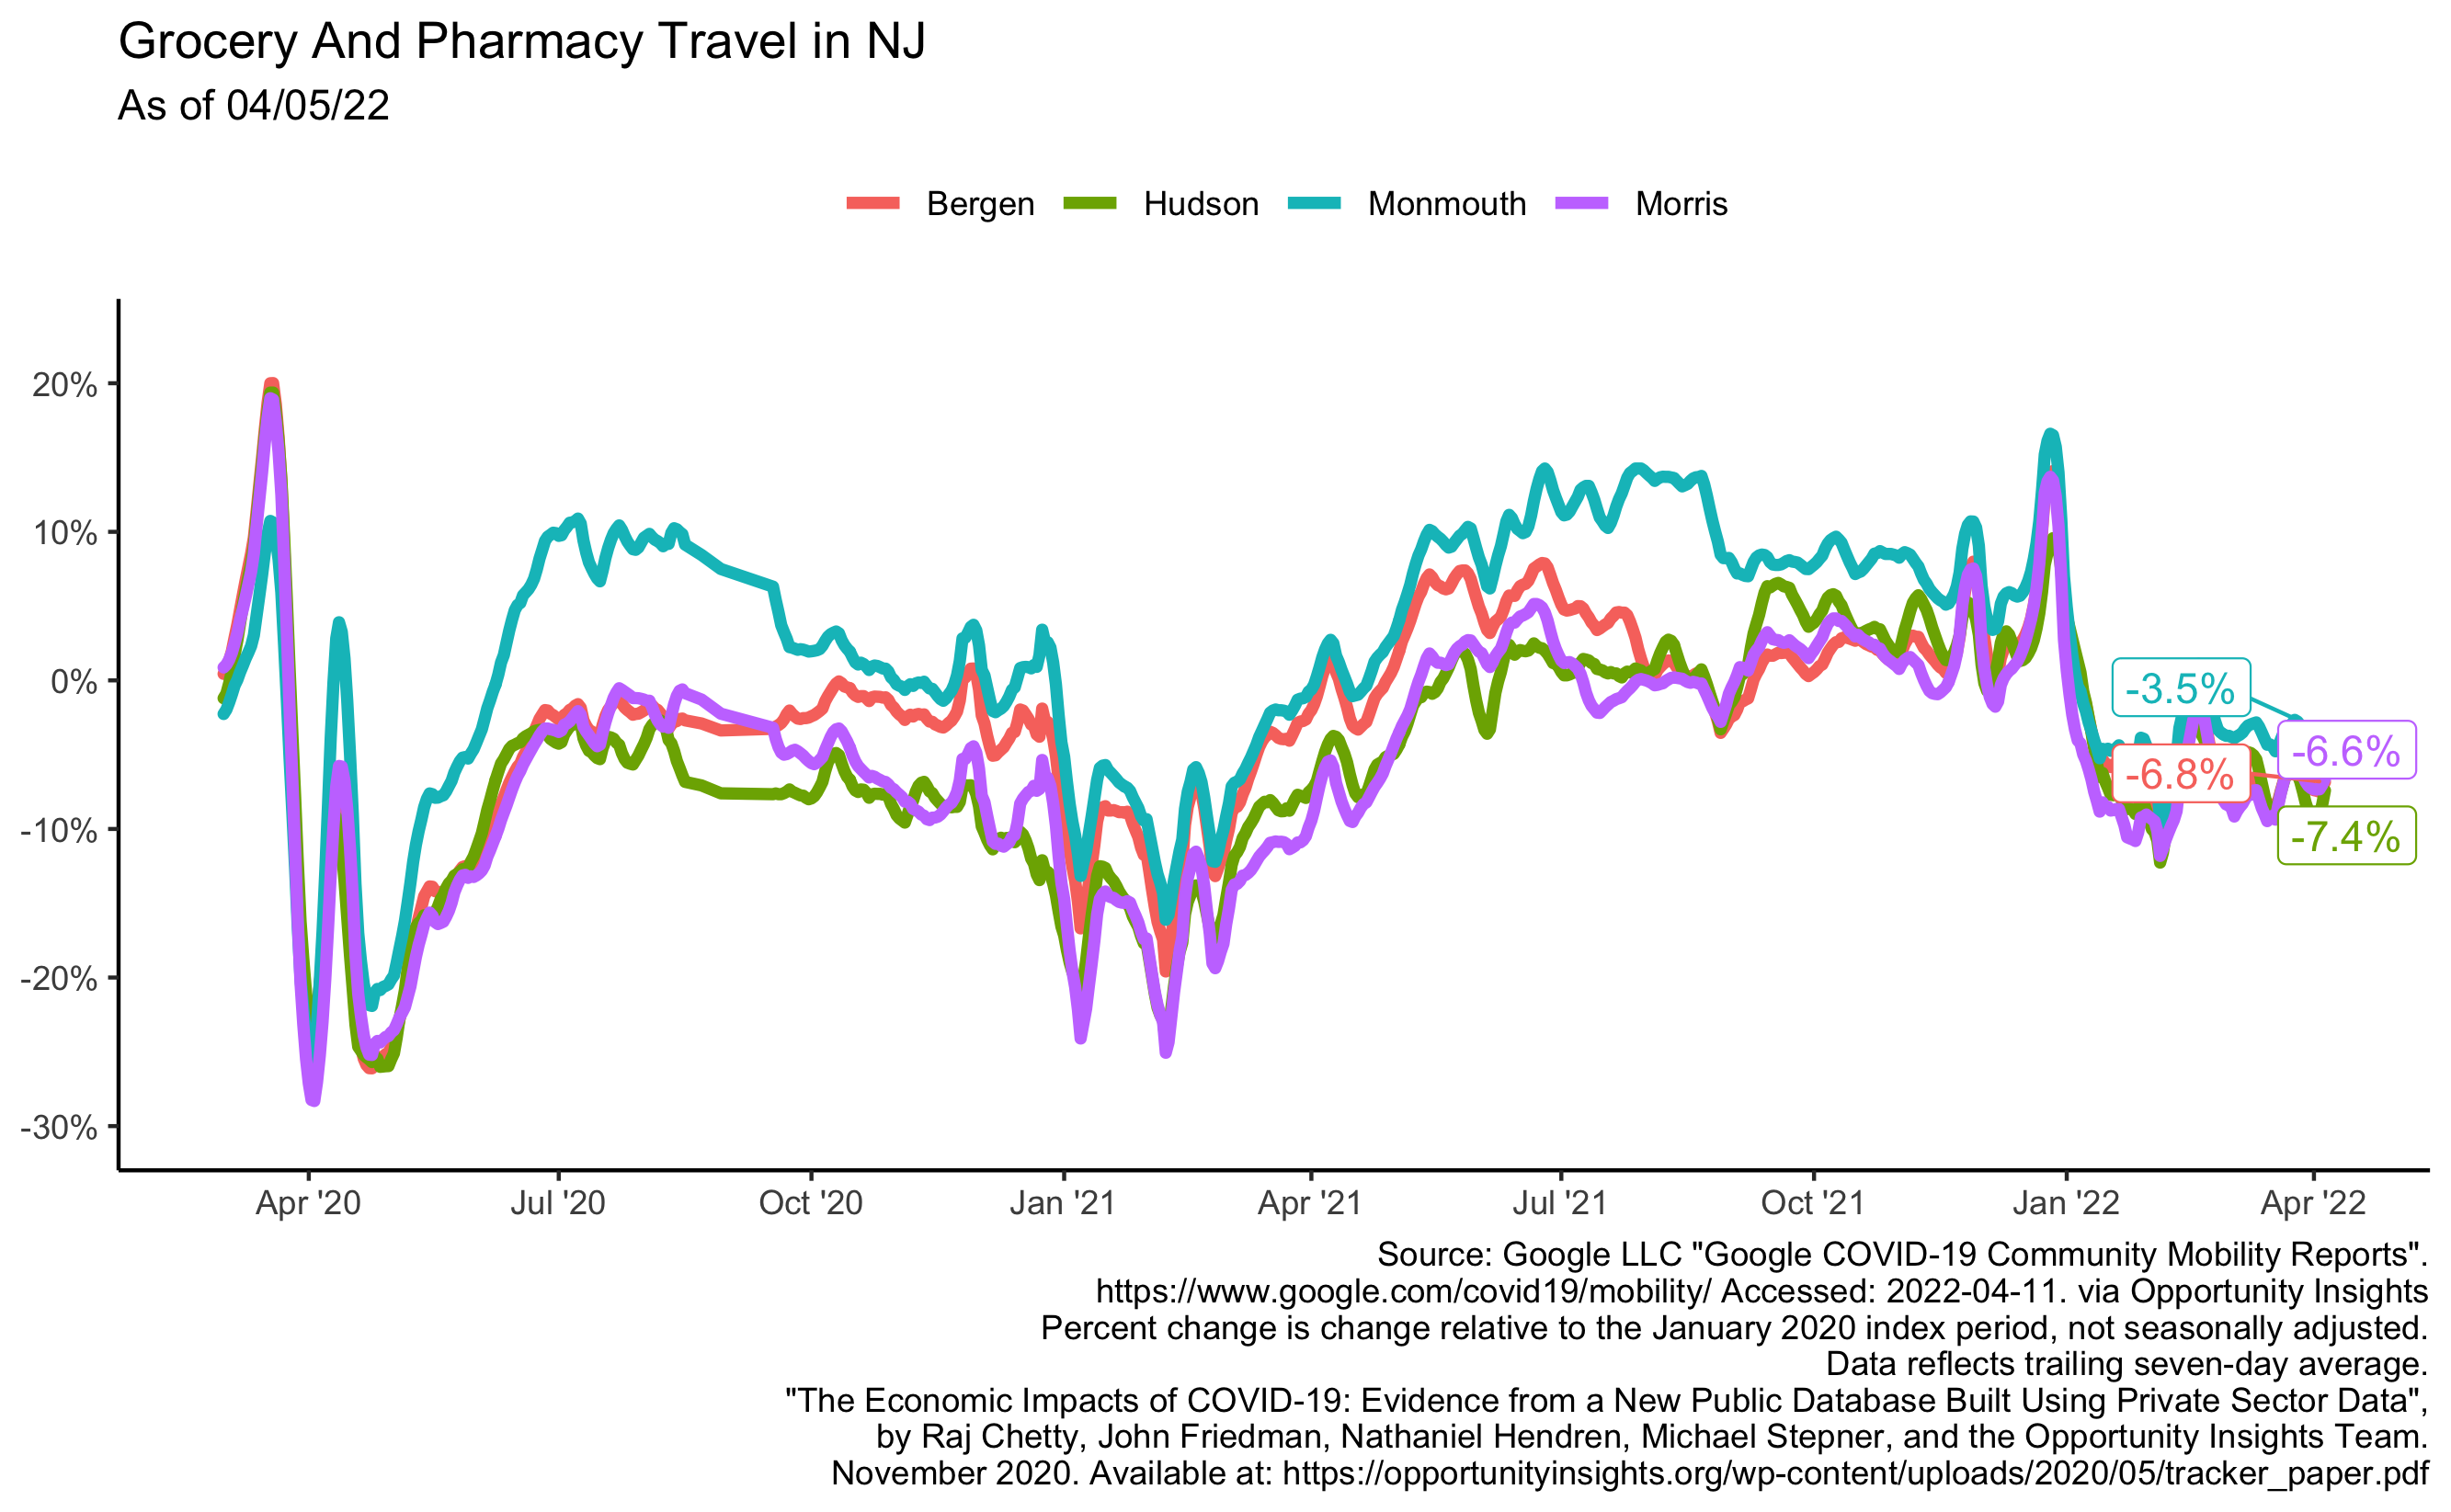 Grocery And Pharmacy Travel in NJ
As of 04/05/22
Bergen Hudson Monmouth Morris
20%
10%
0%
-10%
-20%
-30%
-3.5%
-6.6%
-6.8%
-7.4%
Apr '20 Jul '20 Oct '20 Jan '21 Apr '21 Jul '21 Oct '21 Jan '22 Apr '22
Source: Google LLC "Google COVID-19 Community Mobility Reports".
https://www.google.com/covid19/mobility/ Accessed: 2022-04-11. via Opportunity Insights
Percent change is change relative to the January 2020 index period, not seasonally adjusted.
Data reflects trailing seven-day average.
"The Economic Impacts of COVID-19: Evidence from a New Public Database Built Using Private Sector Data",
by Raj Chetty, John Friedman, Nathaniel Hendren, Michael Stepner, and the Opportunity Insights Team.
November 2020. Available at: https://opportunityinsights.org/wp-content/uploads/2020/05/tracker_paper.pdf